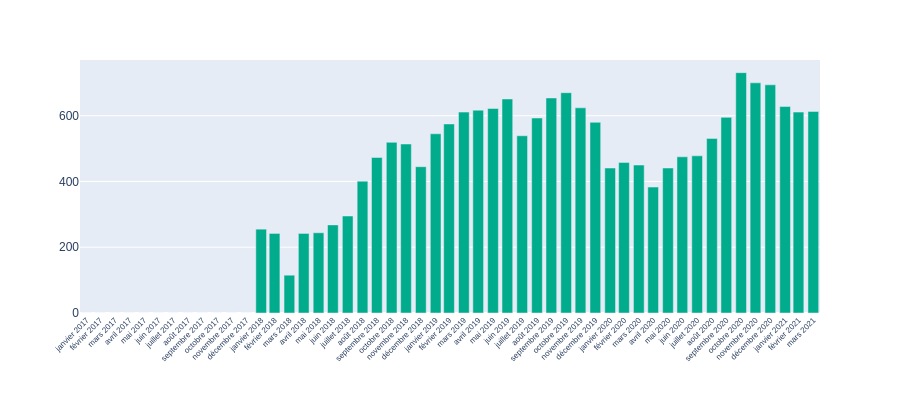 600
400
200
0
janvier 2017
février 2017
mars 2017
avril 2017
mai 2017
juin 2017
juillet 2017
août 2017
septembre 2017
octobre 2017
novembre 2017
décembre 2017
janvier 2018
février 2018
mars 2018
avril 2018
mai 2018
juin 2018
juillet 2018
août 2018
septembre 2018
octobre 2018
novembre 2018
décembre 2018
janvier 2019
février 2019
mars 2019
avril 2019
mai 2019
juin 2019
juillet 2019
août 2019
septembre 2019
octobre 2019
novembre 2019
décembre 2019
janvier 2020
février 2020
mars 2020
avril 2020
mai 2020
juin 2020
juillet 2020
août 2020
septembre 2020
octobre 2020
novembre 2020
décembre 2020
janvier 2021
février 2021
mars 2021